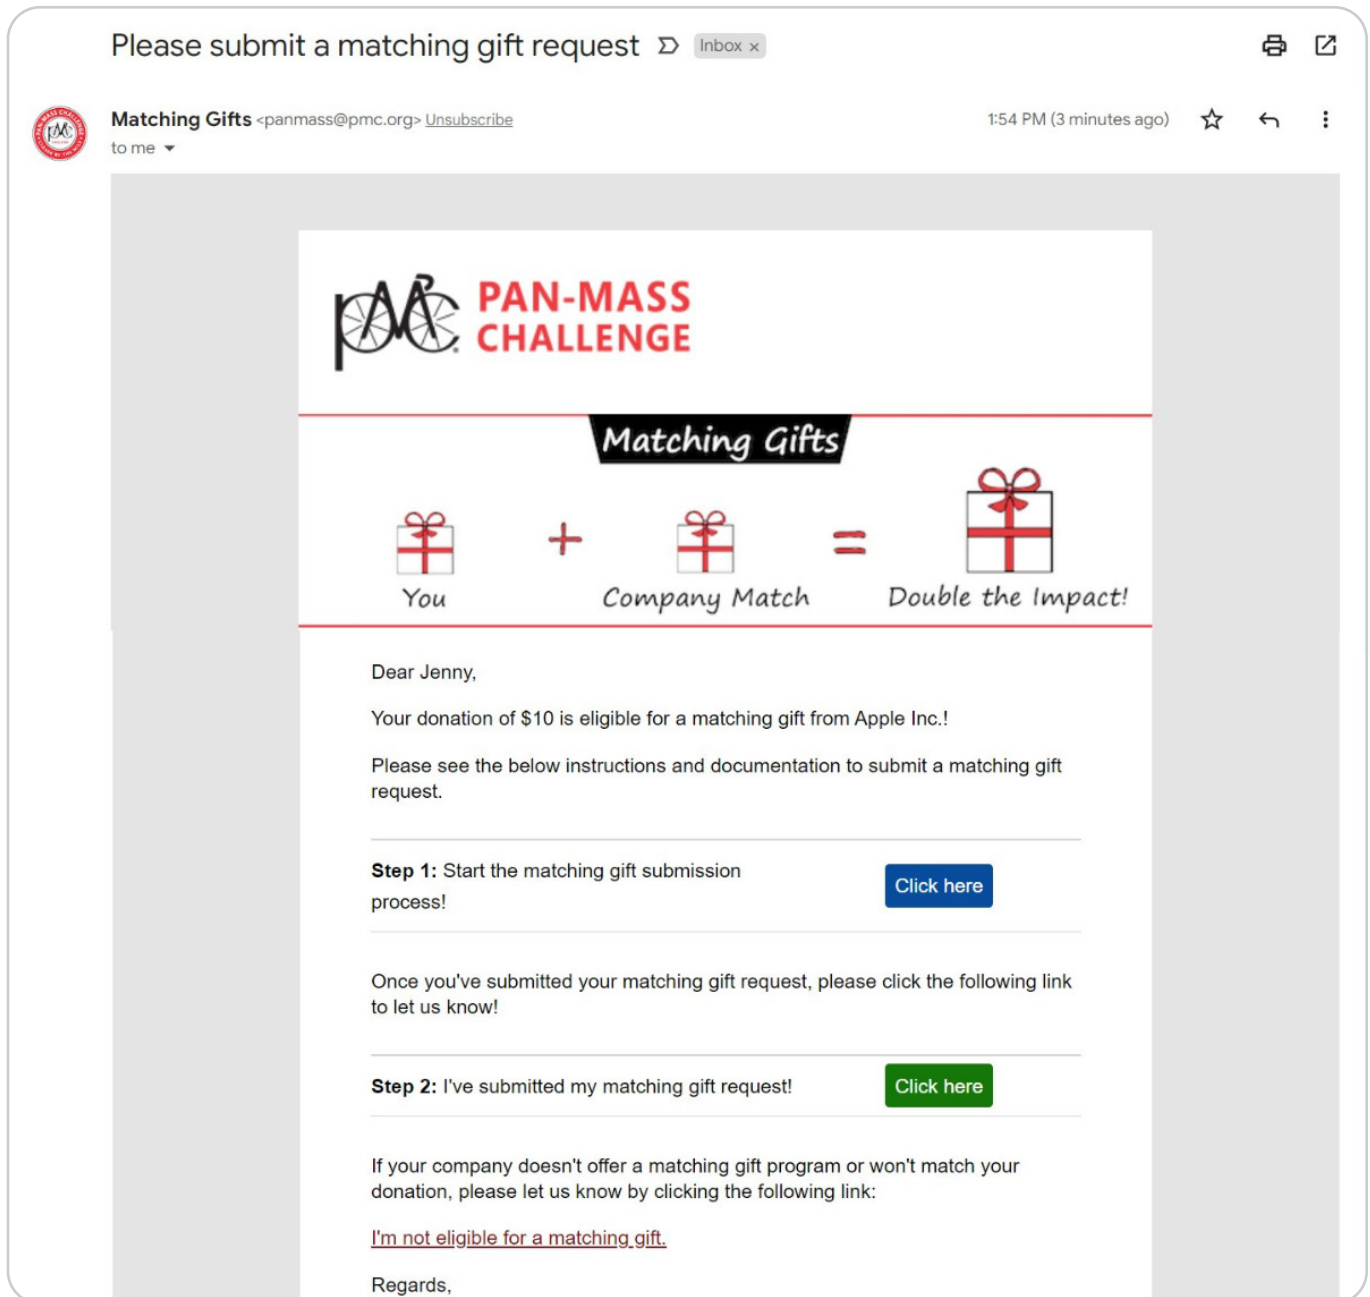 Please submit a matching gift request Inbox x
Matching Gifts <panmass@pmc.org> Unsubscribe 1:54 PM (3 minutes ago)
to me
pMC PAN-MASS
CHALLENGE
Matching Gifts
You + Company Match = Double the Impact!
Dear Jenny,
Your donation of $10 is eligible for a matching gift from Apple Inc.!
Please see the below instructions and documentation to submit a matching gift
request.
Step 1: Start the matching gift submission
process!
Click here
Once you've submitted your matching gift request, please click the following link
to let us know!
Step 2: I've submitted my matching gift request! Click here
If your company doesn't offer a matching gift program or won't match your
donation, please let us know by clicking the following link:
I'm not eligible for a matching gift.
Regards,